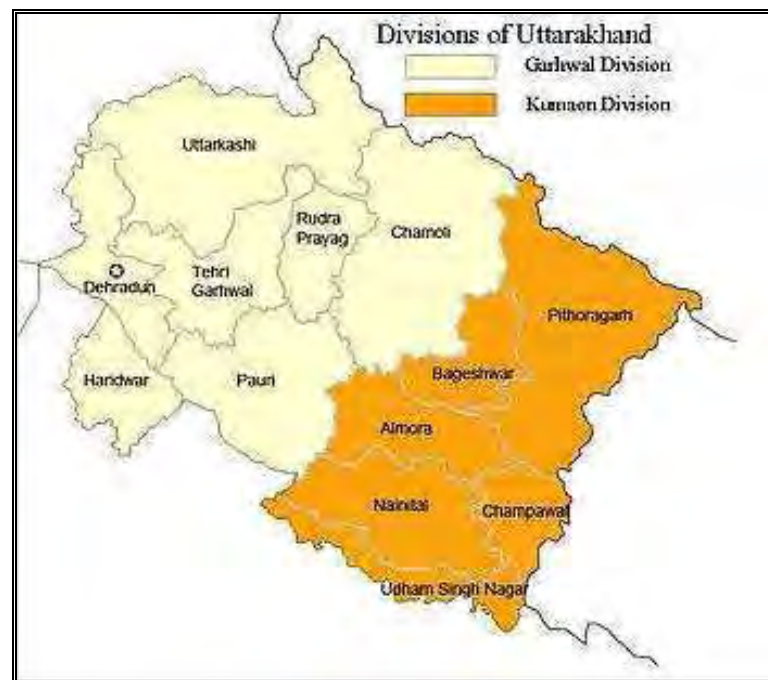 Divisions of Uttarakhand
Garhwal Division
Kumaon Division
Uttarkashi
Rudra
Prayag
Chamoli
Tehri
Garhwal
Dehradun
Pithoragarh
Haridwar
Pauri
Bageshwar
Almora
Nainital
Champawat
Udham Singh Nagar